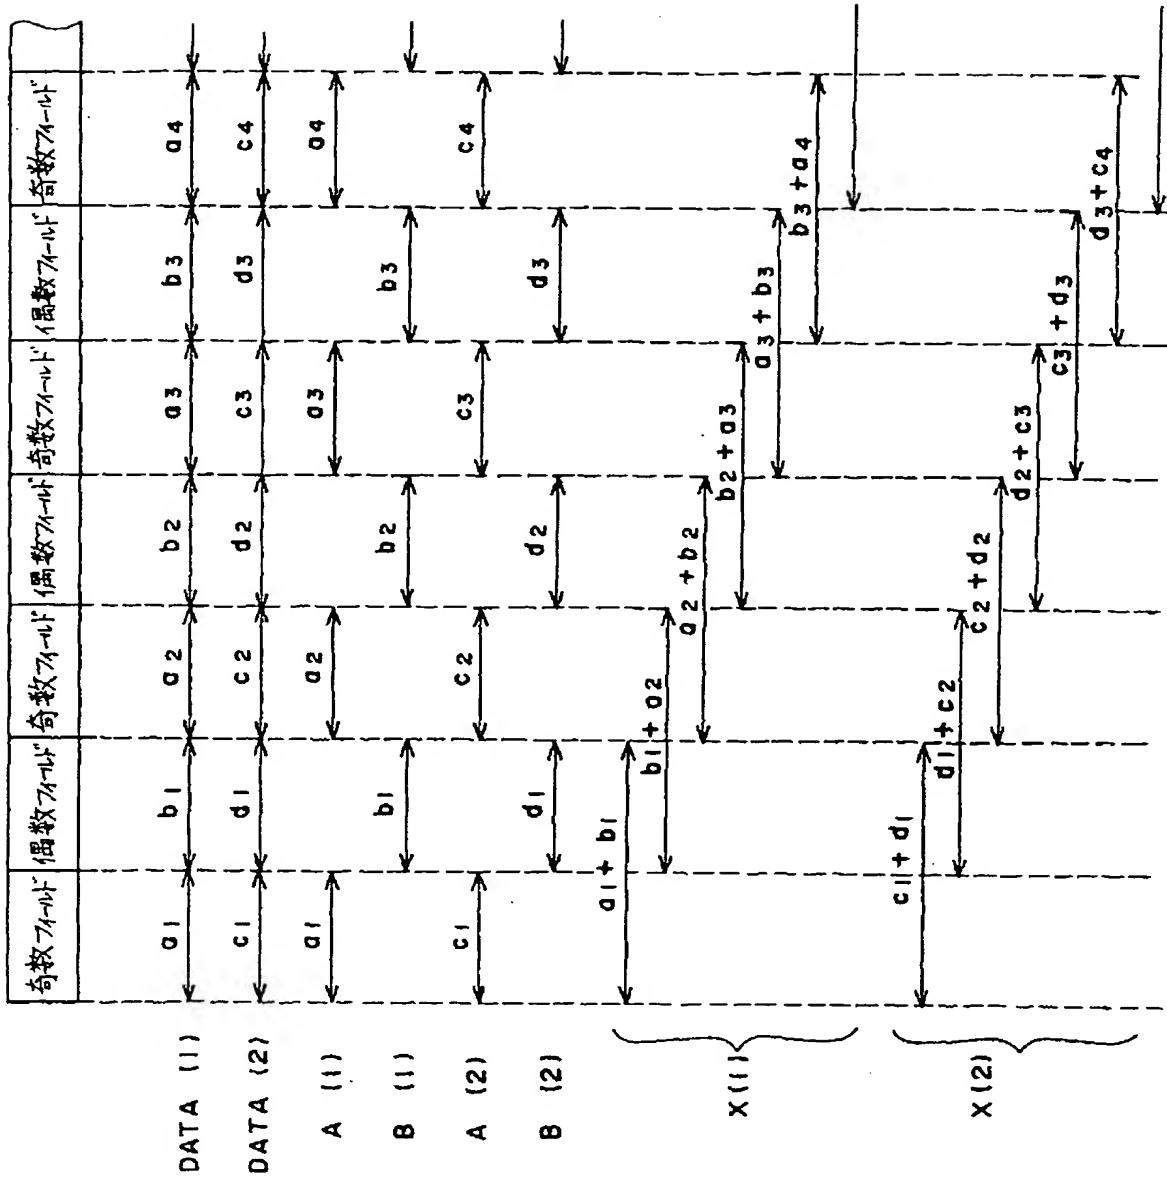 奇数フィールド 偶数フィールド 奇数フィールド 偶数フィールド 奇数フィールド 偶数フィールド 奇数フィールド
DATA (1) a1 b1 a2 b2 a3 b3 a4
DATA (2) c1 d1 c2 d2 c3 d3 c4
A (1) a1 a2 a3 a4
B (1) b1 b2 b3
A (2) c1 c2 c3 c4
B (2) d1 d2 d3
X(1)
a1 + b1
b1 + a2
a2 + b2
b2 + a3
a3 + b3
b3 + a4
X(2)
c1 + d1
d1 + c2
c2 + d2
d2 + c3
c3 + d3
d3 + c4